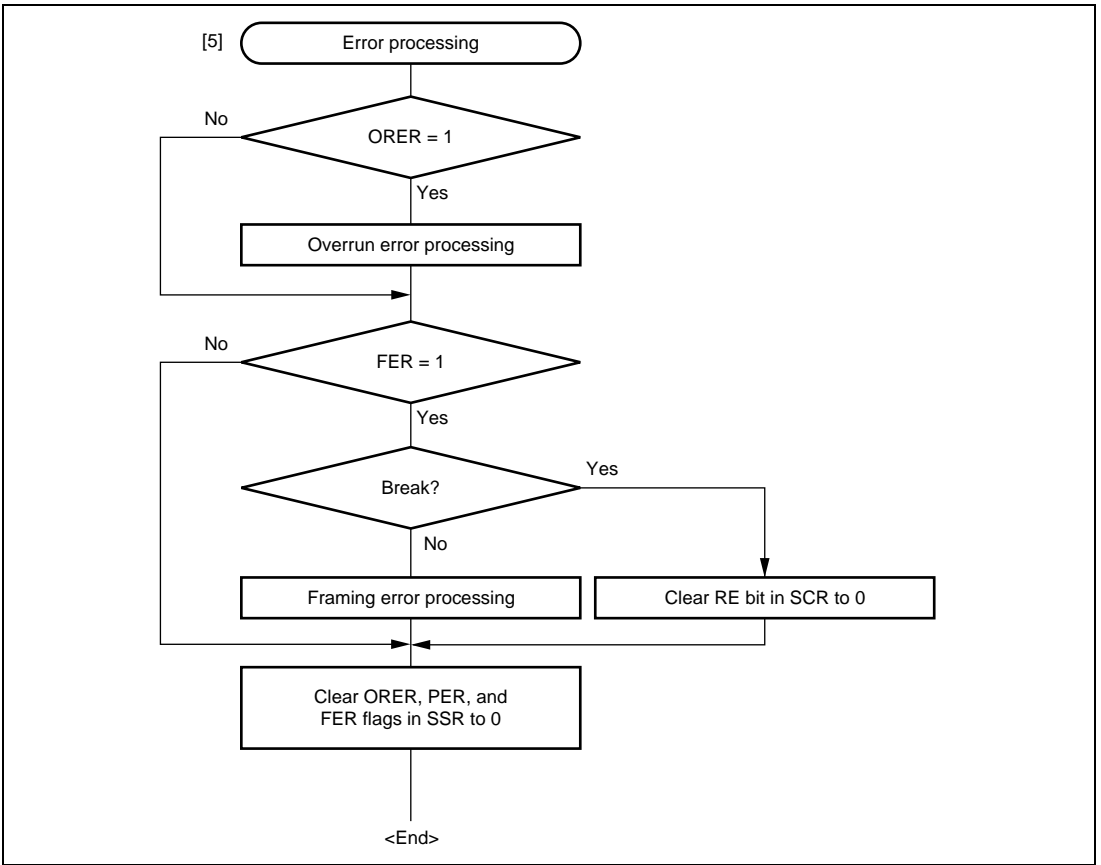 [5]
Error processing
No
ORER = 1
Yes
Overrun error processing
No
FER = 1
Yes
Break?
Yes
No
Framing error processing
Clear RE bit in SCR to 0
Clear ORER, PER, and
FER flags in SSR to 0
<End>